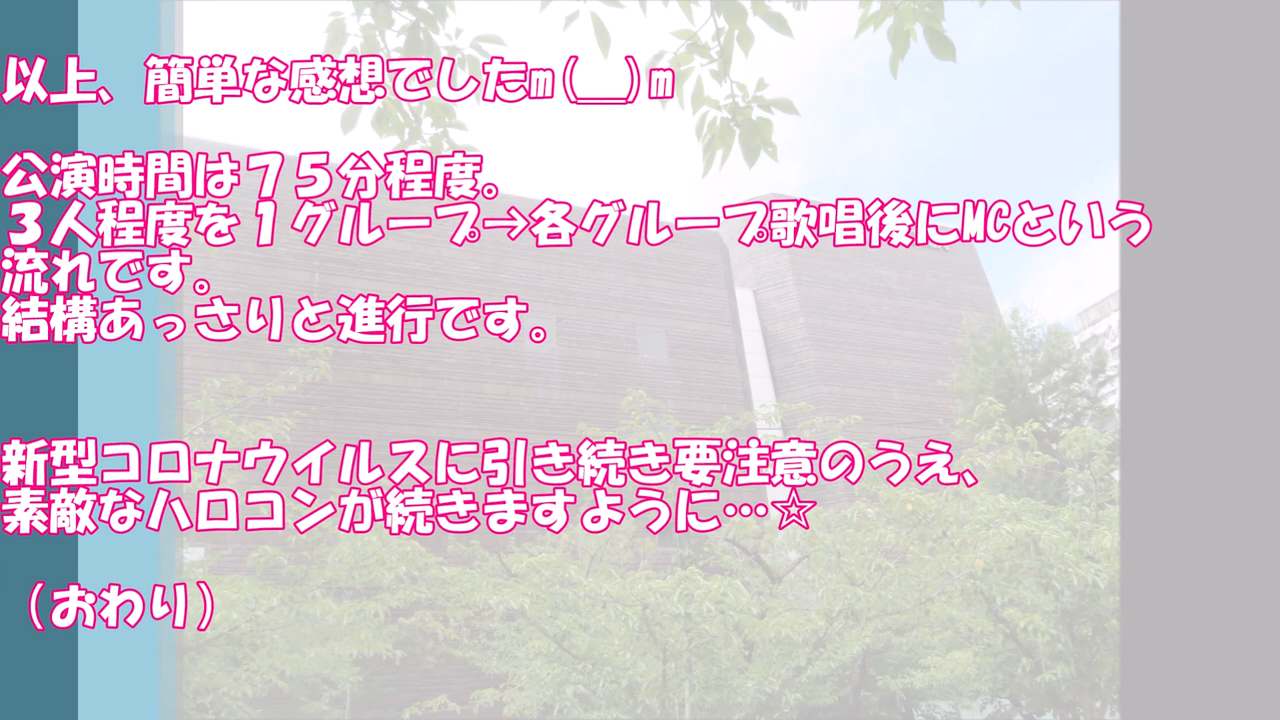 以上、簡単な感想でしたm(__)m
公演時間は７５分程度。
３人程度を１グループ→各グループ歌唱後にMCという
流れです。
結構あっさりと進行です。
新型コロナウイルスに引き続き要注意のうえ、
素敵なハロコンが続きますように…☆
（おわり）